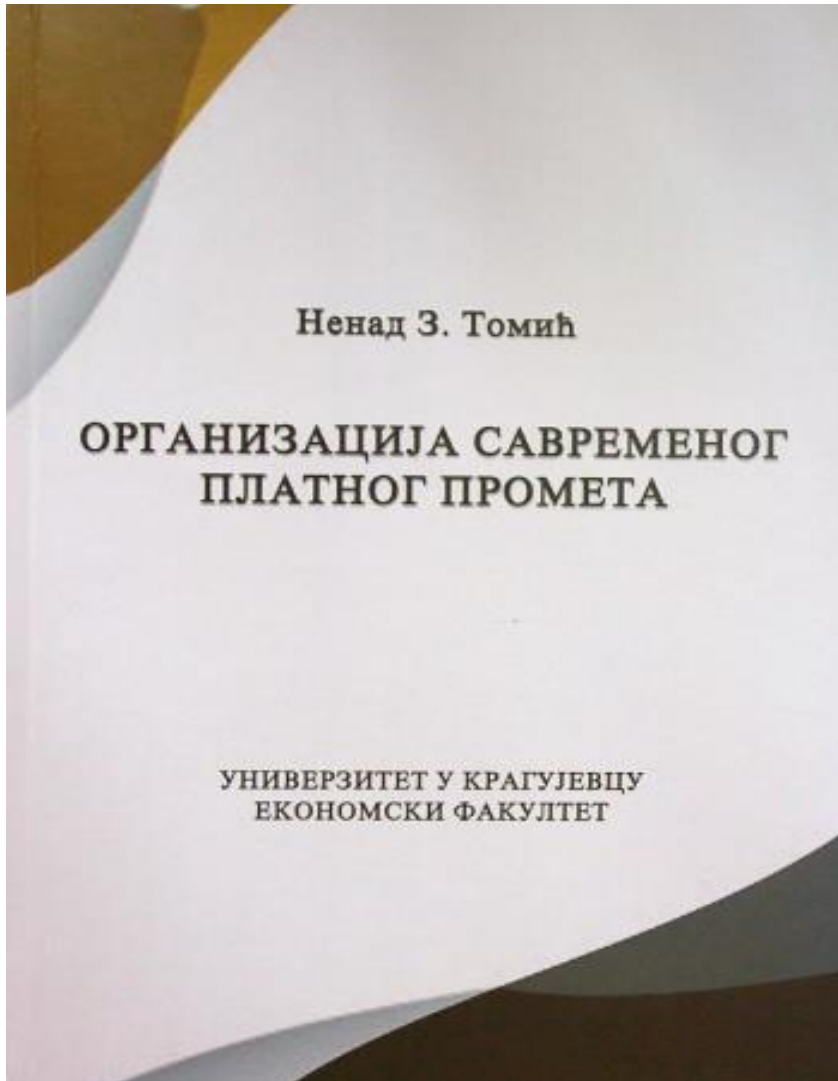 Ненад З. Томић
ОРГАНИЗАЦИЈА САВРЕМЕНОГ
ПЛАТНОГ ПРОМЕТА
УНИВЕРЗИТЕТ У КРАГУЈЕВЦУ
ЕКОНОМСКИ ФАКУЛТЕТ